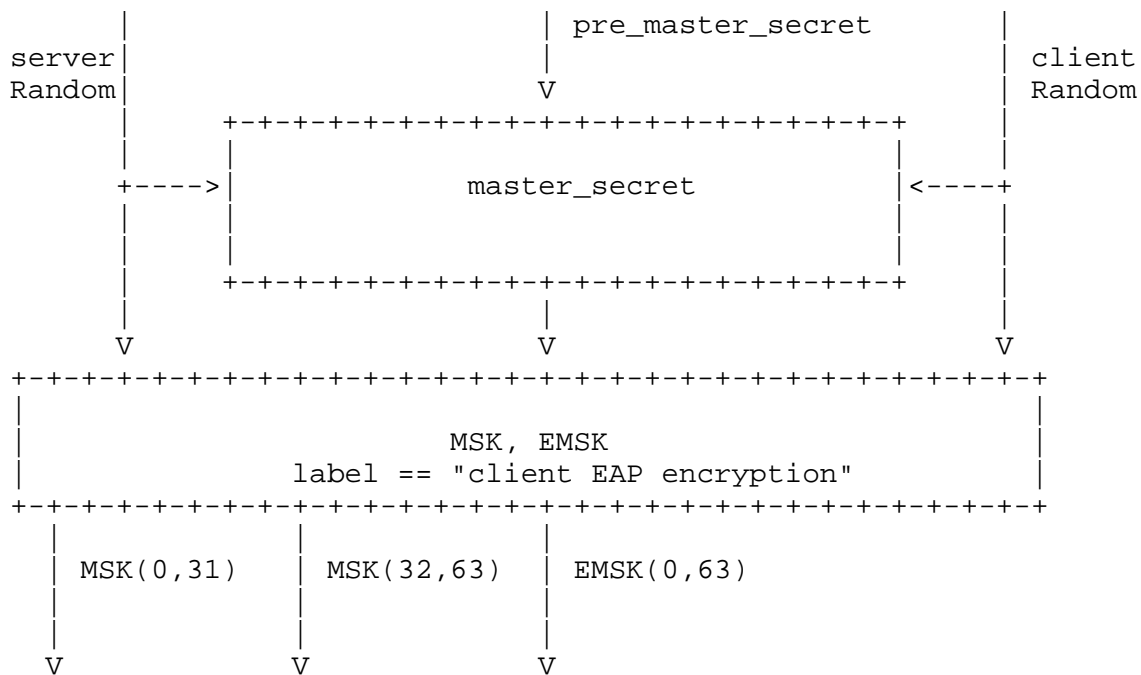 pre_master_secret
server client
Random Random
master_secret
MSK, EMSK
label == "client EAP encryption"
MSK(0,31) MSK(32,63) EMSK(0,63)